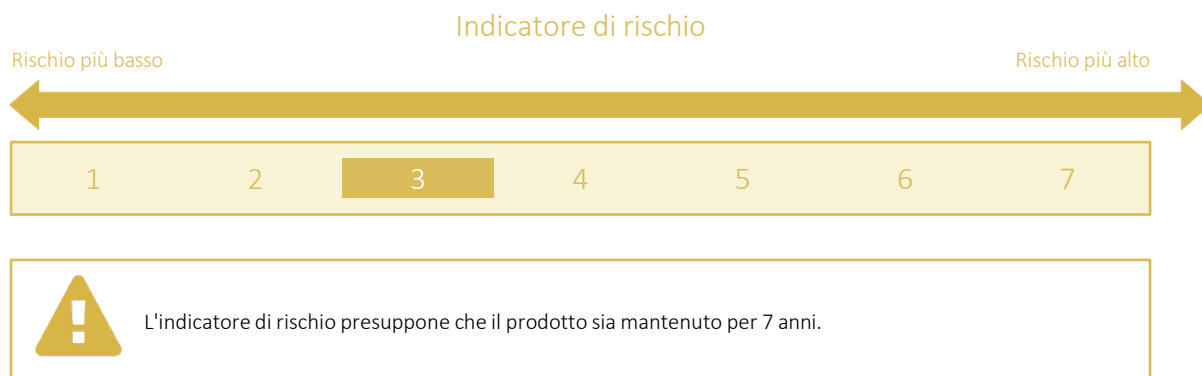 Indicatore di rischio
Rischio più basso Rischio più alto
1 2 3 4 5 6 7
L'indicatore di rischio presuppone che il prodotto sia mantenuto per 7 anni.